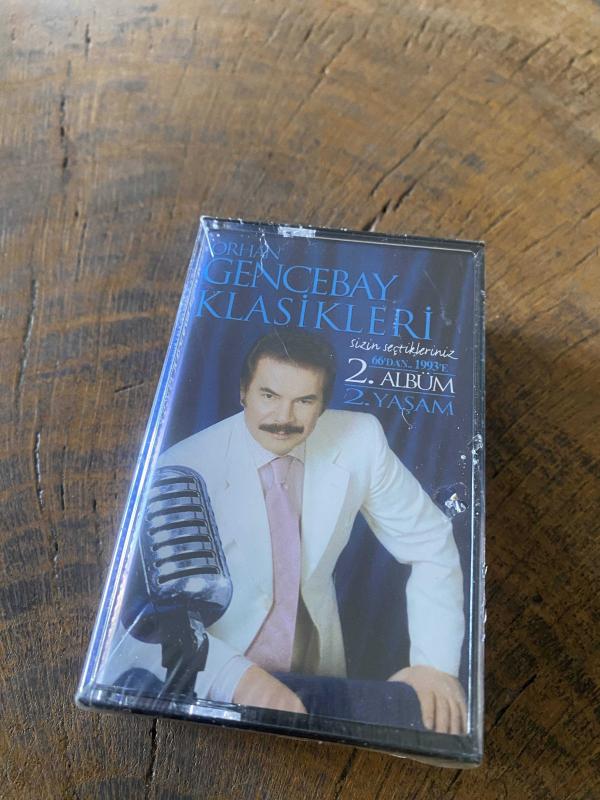 ORHAN
GENCEBAY
KLASİKLERİ
sizin seçtikleriniz
66'DAN.. 1993'E
2. ALBÜM
2. YAŞAM